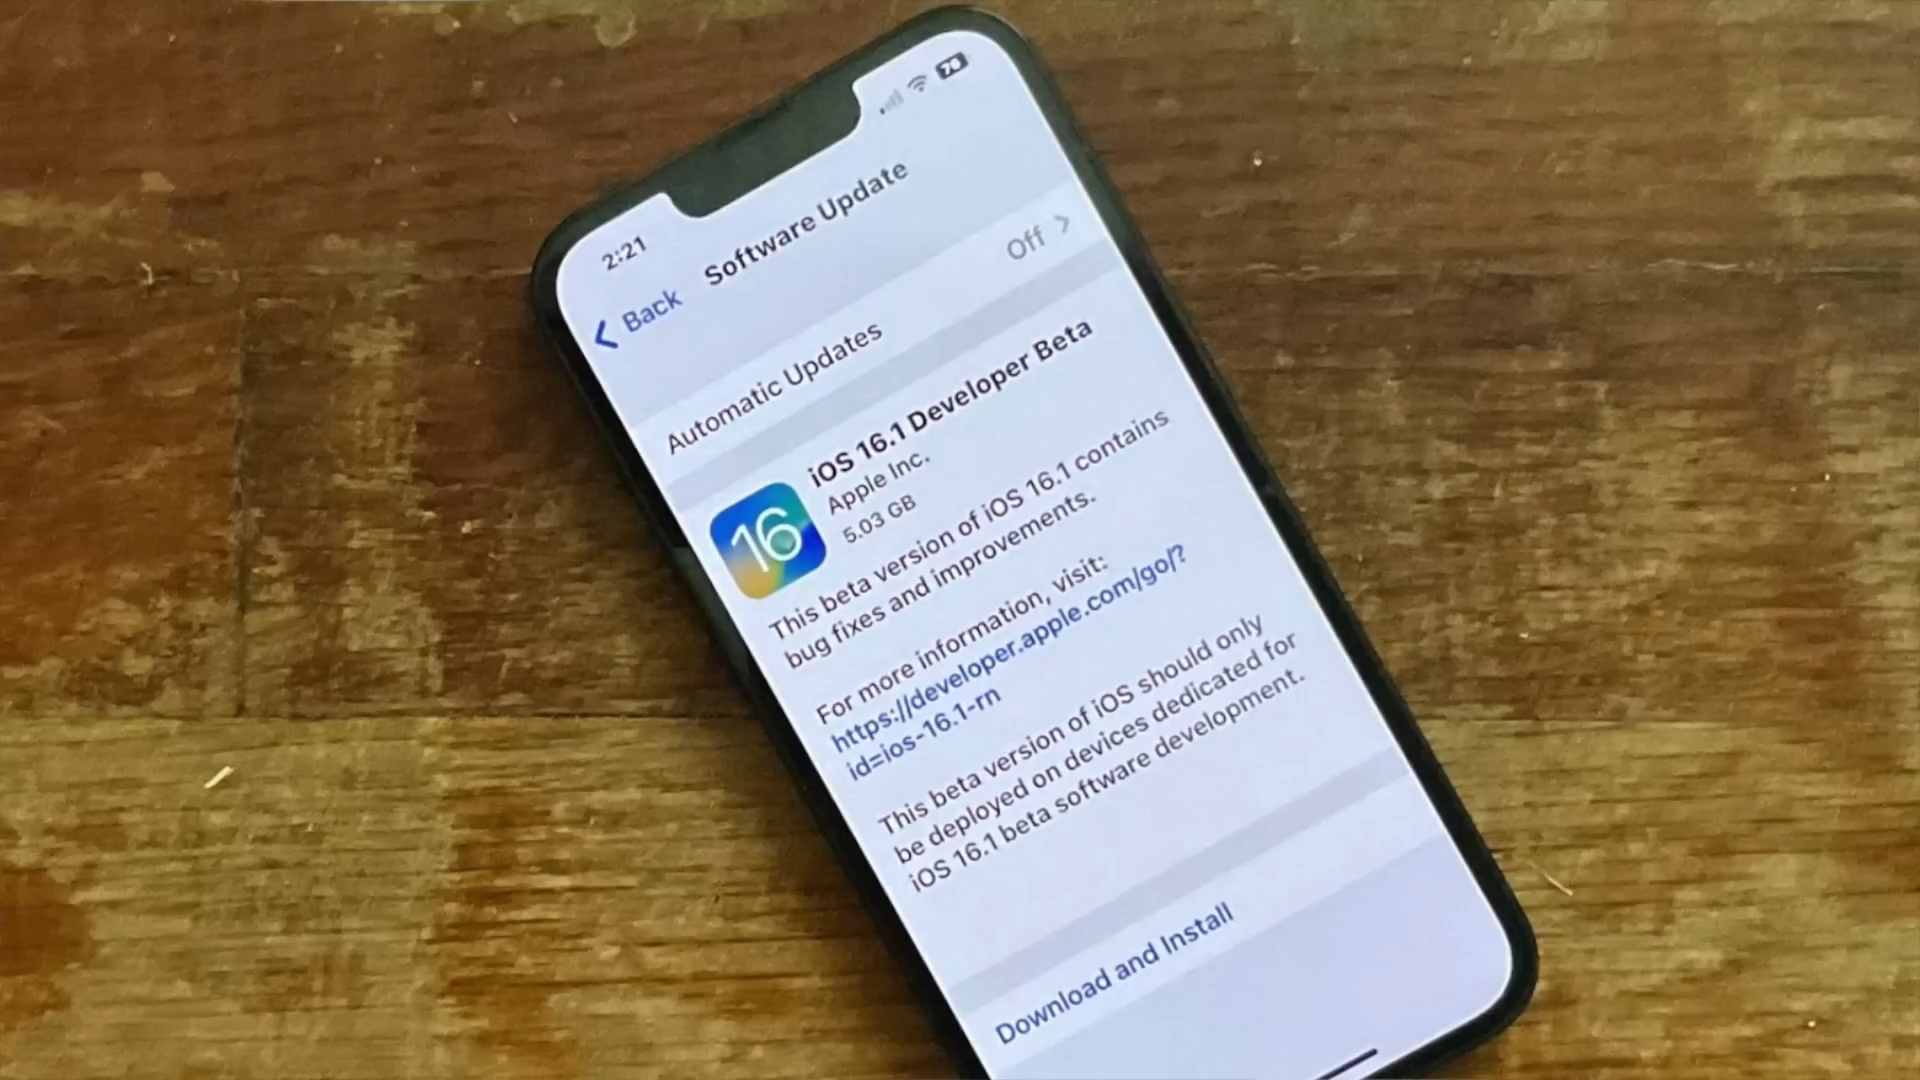 2:21
76
Back
Software Update
Automatic Updates
Off
16
iOS 16.1 Developer Beta
Apple Inc.
5.03 GB
This beta version of iOS 16.1 contains
bug fixes and improvements.
For more information, visit:
https://developer.apple.com/go/?
id=ios-16.1-rn
This beta version of iOS should only
be deployed on devices dedicated for
iOS 16.1 beta software development.
Download and Install